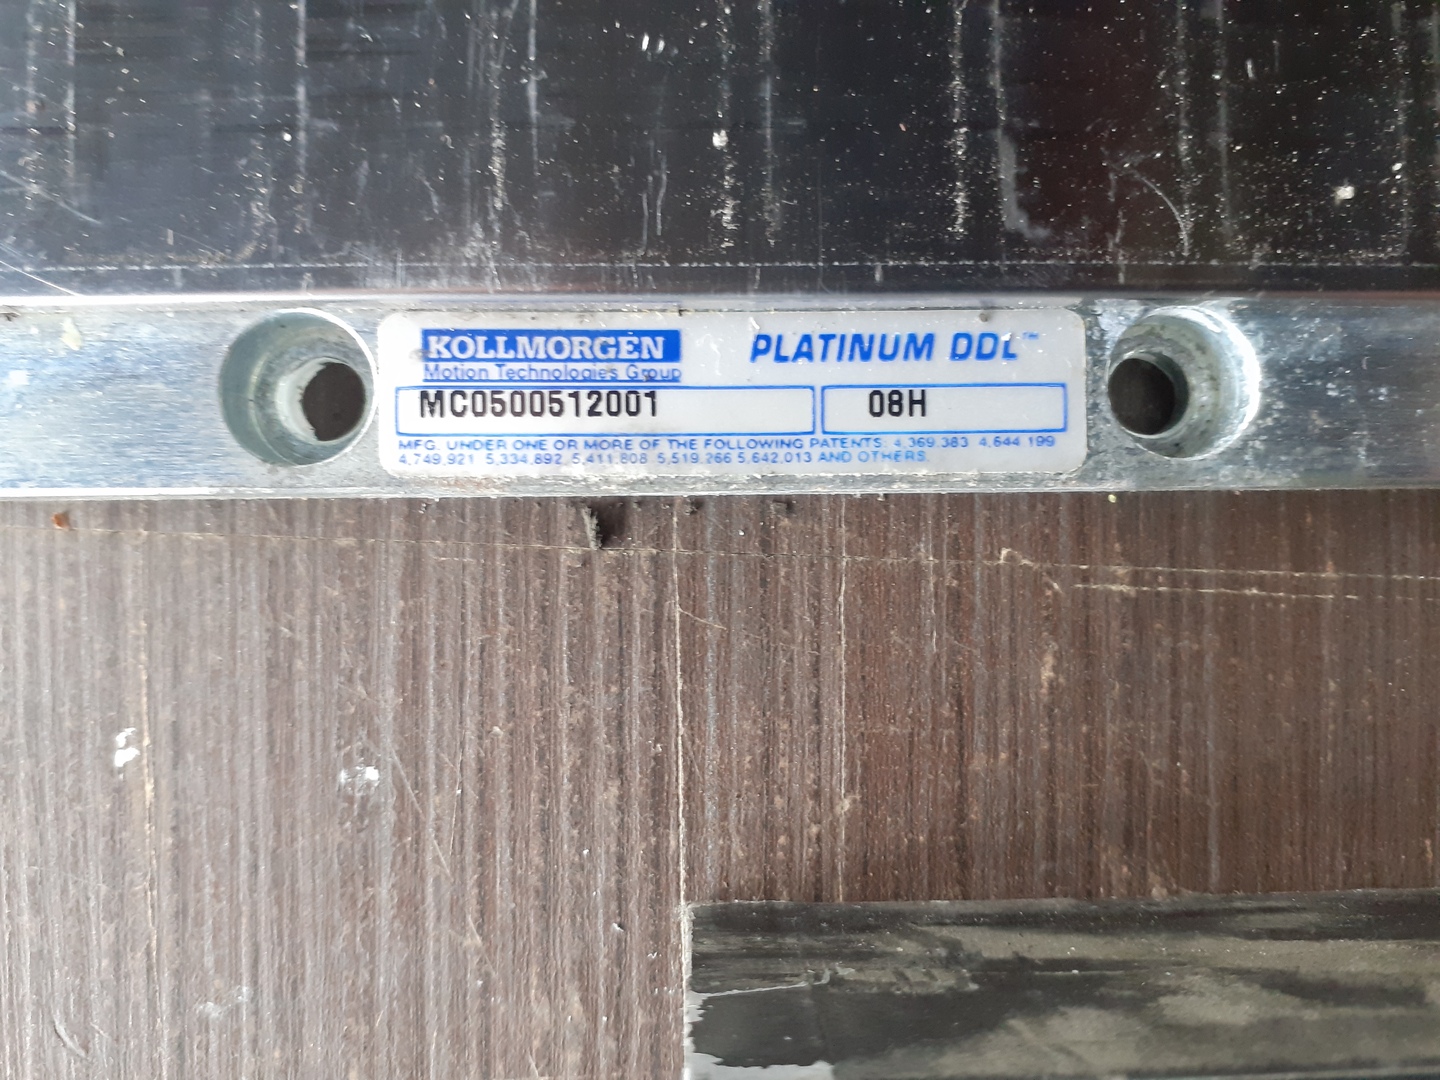 KOLLMORGEN
Motion Technologies Group
PLATINUM DDL™
MC0500512001
08H
MFG. UNDER ONE OR MORE OF THE FOLLOWING PATENTS: 4,369,383 4,644,199
4,749,921 5,334,892 5,411,808 5,519,266 5,642,013 AND OTHERS.